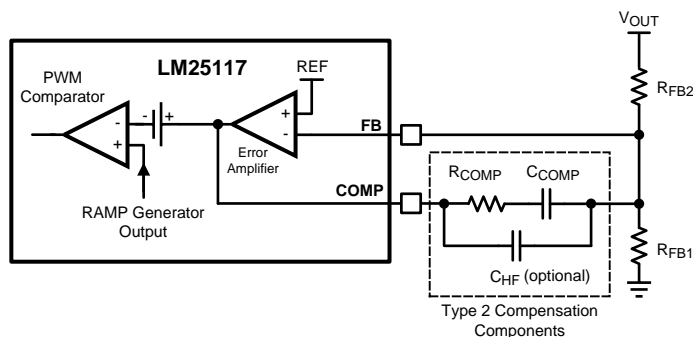 LM25117
PWM
Comparator
-
+
-
+
REF
+
-
Error
Amplifier
RAMP Generator
Output
FB
COMP
VOUT
RFB2
RCOMP
CCOMP
CHF (optional)
RFB1
Type 2 Compensation
Components